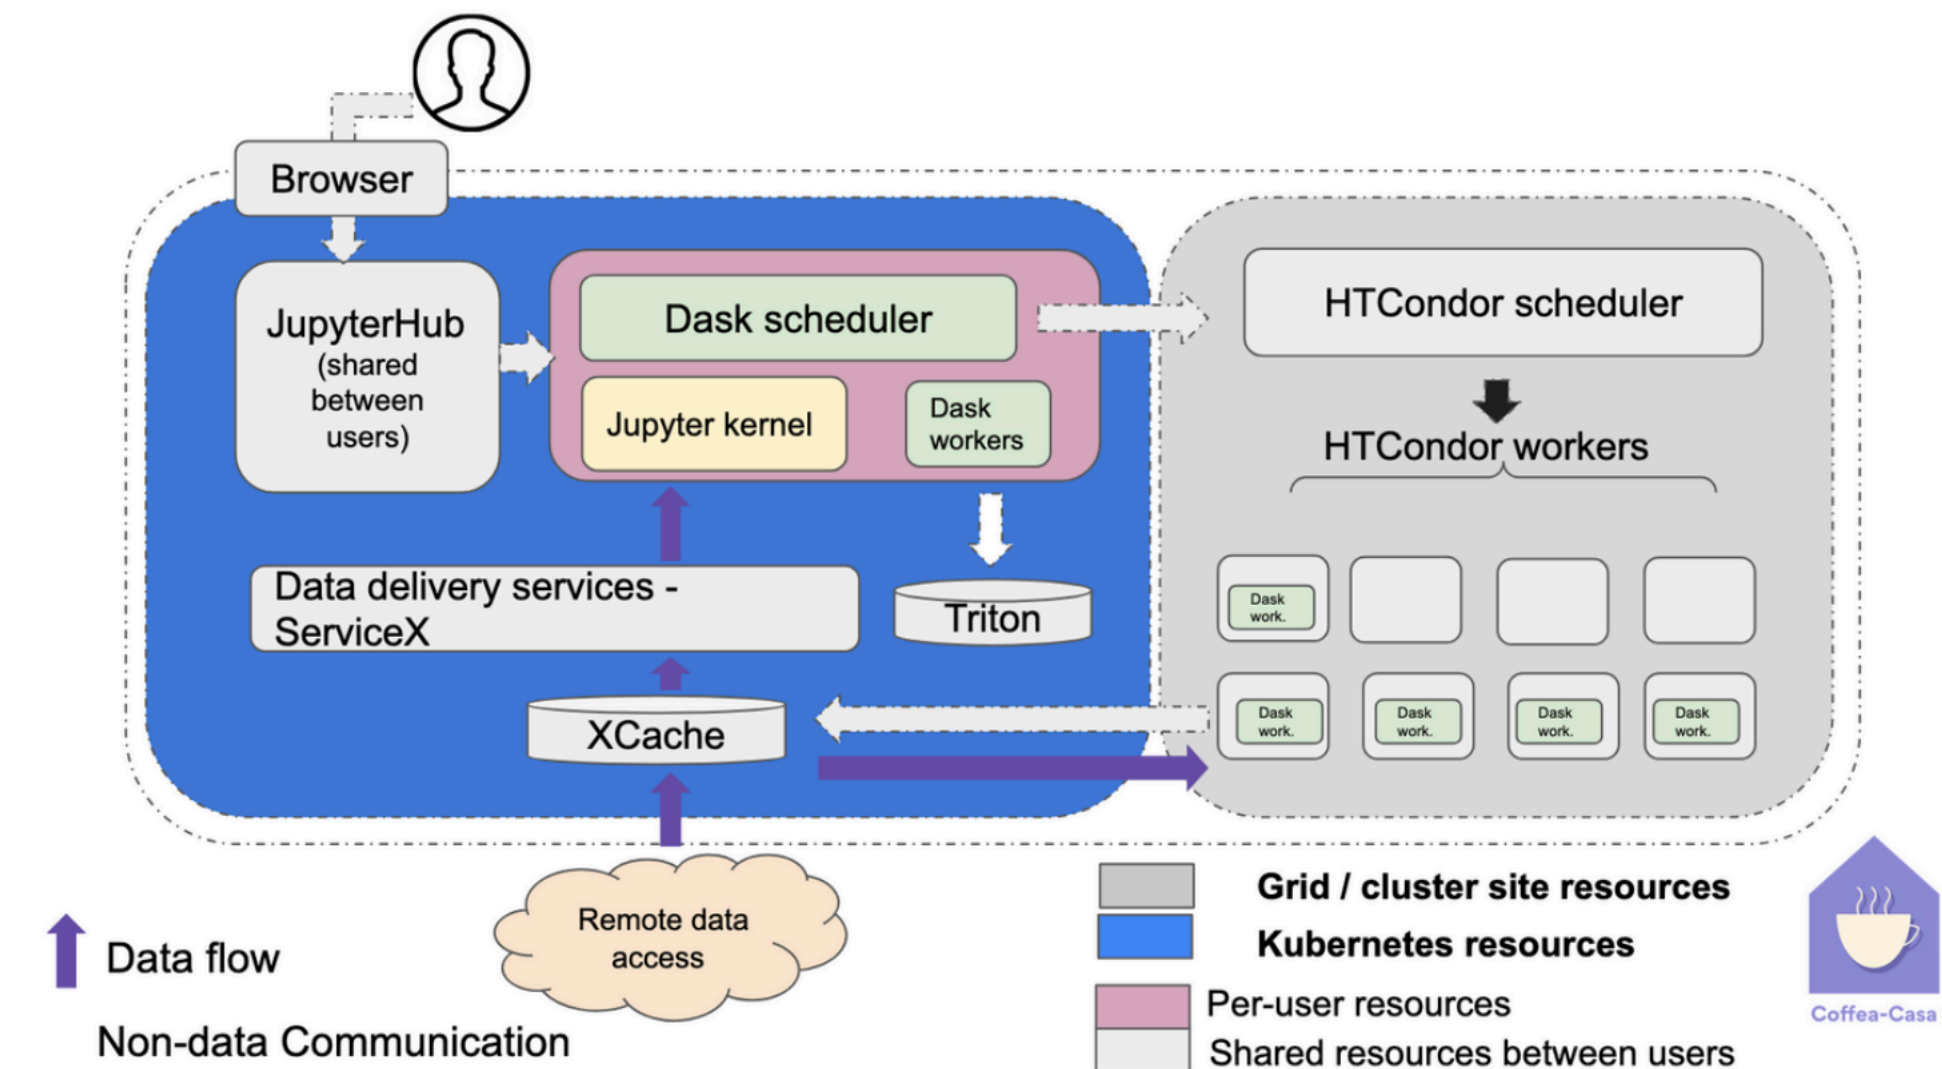 Browser
JupyterHub
(shared
between
users)
Dask scheduler
Jupyter kernel
Dask
workers
HTCondor scheduler
HTCondor workers
Data delivery services -
ServiceX
Triton
XCache
Dask
work.
Dask
work.
Dask
work.
Dask
work.
Dask
work.
Remote data
access
Data flow
Non-data Communication
Grid / cluster site resources
Kubernetes resources
Per-user resources
Shared resources between users
Coffea-Casa